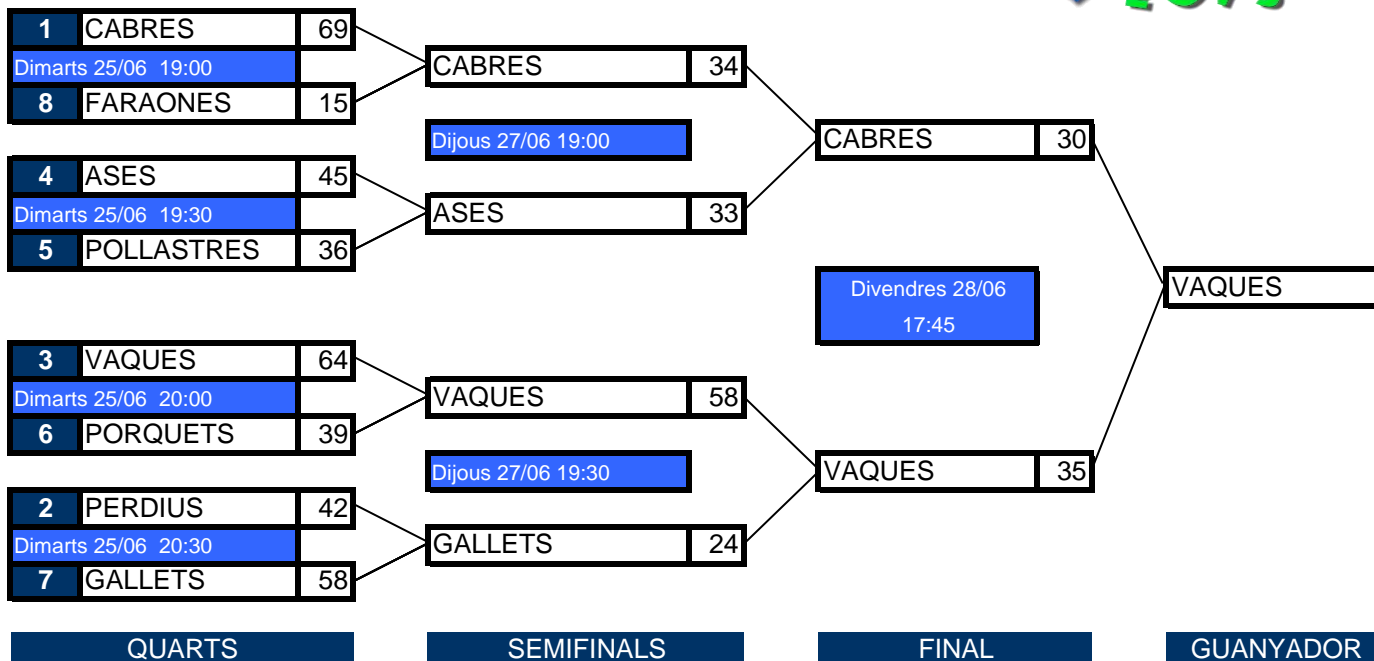 1 CABRES 69
Dimarts 25/06 19:00
8 FARAONES 15
CABRES 34
Dijous 27/06 19:00
4 ASES 45
Dimarts 25/06 19:30
5 POLLASTRES 36
ASES 33
CABRES 30
Divendres 28/06
17:45
VAQUES
3 VAQUES 64
Dimarts 25/06 20:00
6 PORQUETS 39
VAQUES 58
Dijous 27/06 19:30
2 PERDIUS 42
Dimarts 25/06 20:30
7 GALLETS 58
GALLETS 24
VAQUES 35
QUARTS SEMIFINALS FINAL GUANYADOR